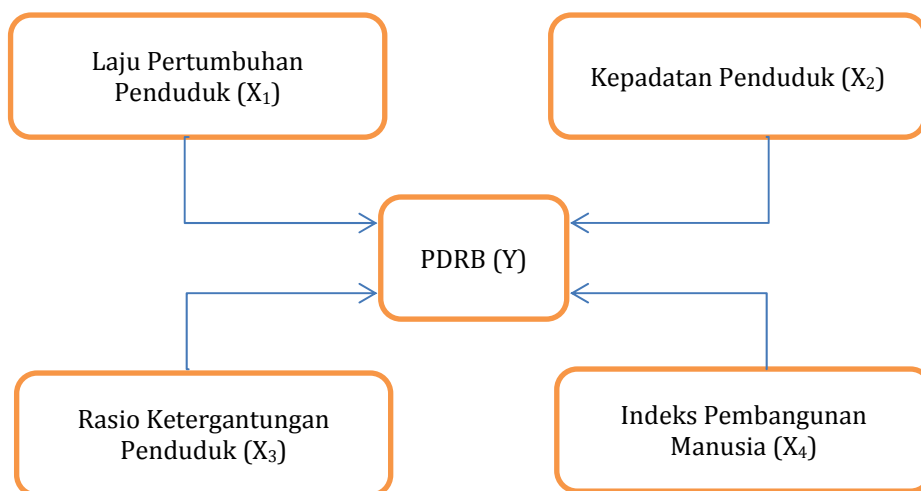 Laju Pertumbuhan
Penduduk (X₁)
Kepadatan Penduduk (X₂)
PDRB (Y)
Rasio Ketergantungan
Penduduk (X₃)
Indeks Pembangunan
Manusia (X₄)